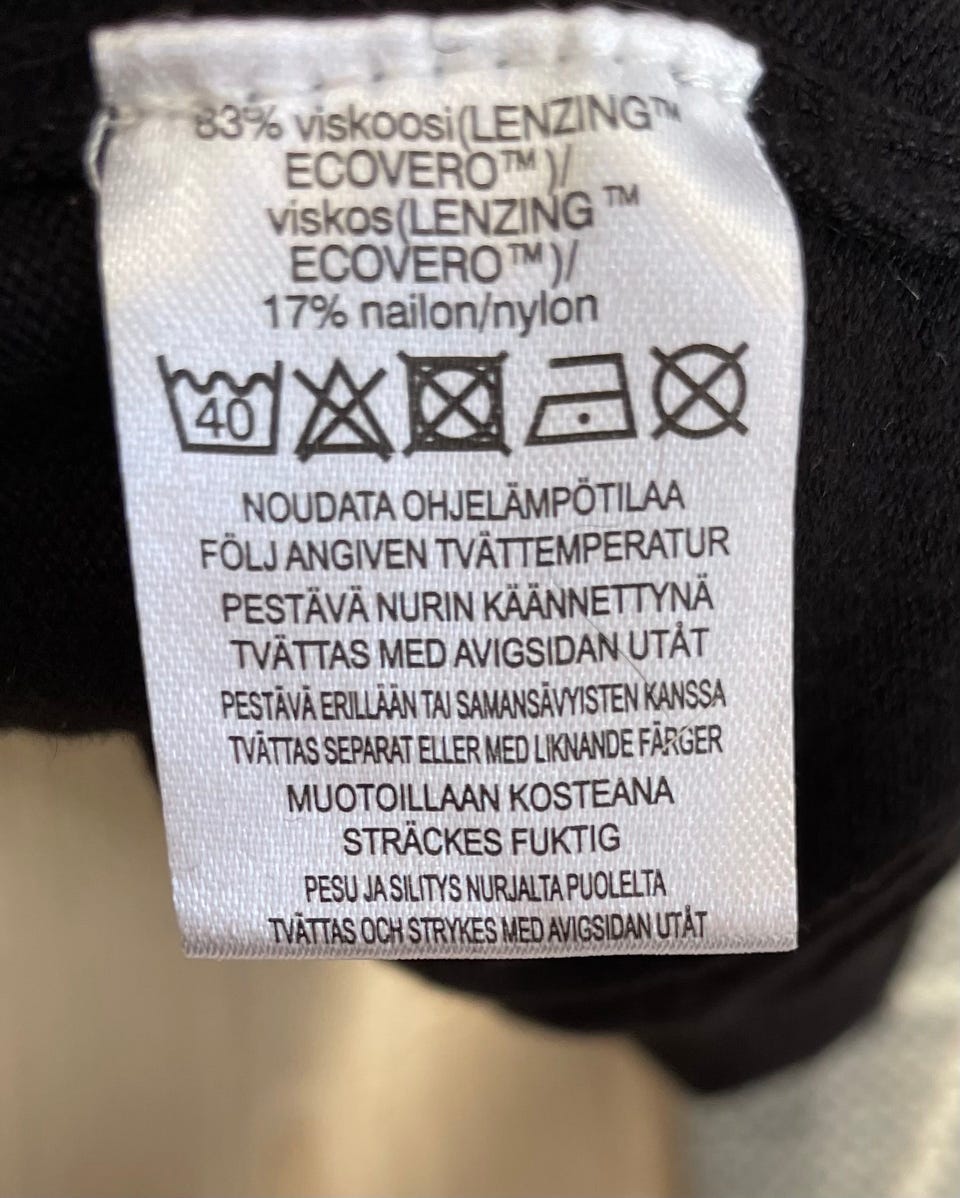 83% viskoosi(LENZING™
ECOVERO™)/
viskos(LENZING™
ECOVERO™)/
17% nailon/nylon
40
NOUDATA OHJELÄMPÖTILAA
FÖLJ ANGIVEN TVÄTTEMPERATUR
PESTÄVÄ NURIN KÄÄNNETTYNÄ
TVÄTTAS MED AVIGSIDAN UTÅT
PESTÄVÄ ERILLÄÄN TAI SAMANSÄVYISTEN KANSSA
TVÄTTAS SEPARAT ELLER MED LIKNANDE FÄRGER
MUOTOILLAAN KOSTEANA
STRÄCKES FUKTIG
PESU JA SILITYS NURJALTA PUOLELTA
TVÄTTAS OCH STRYKES MED AVIGSIDAN UTÅT